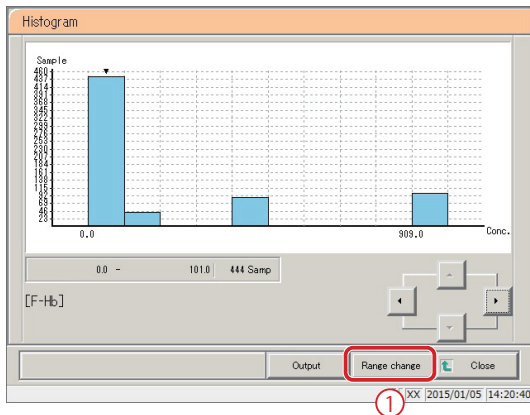 Histogram
Sample
460
437
414
391
368
345
322
299
276
253
230
207
184
161
138
115
92
69
46
23
0.0 909.0 Conc.
0.0 - 101.0 444 Samp
[F-Hb]
Output Range change Close
1 XX 2015/01/05 14:20:40